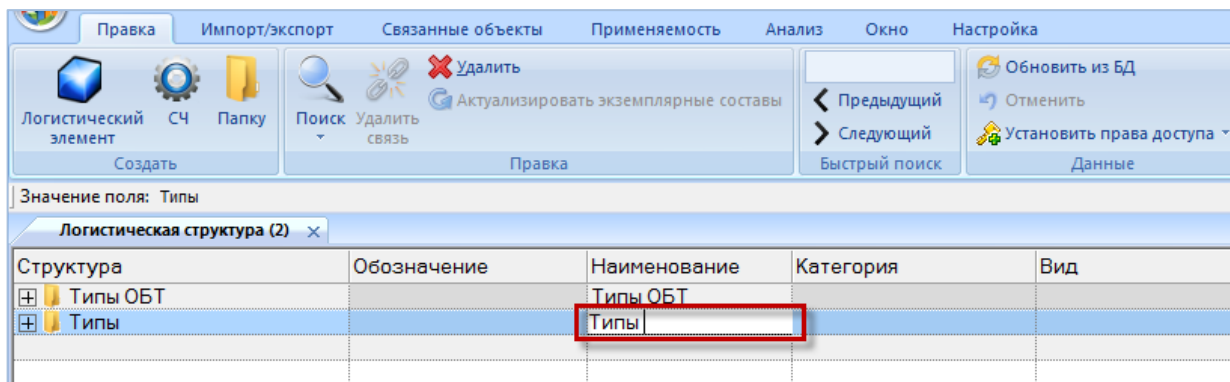 Правка Импорт/экспорт Связанные объекты Применяемость Анализ Окно Настройка
Логистический элемент
СЧ
Папку
Создать
Поиск
Удалить связь
Удалить
Актуализировать экземплярные составы
Правка
Предыдущий
Следующий
Быстрый поиск
Обновить из БД
Отменить
Установить права доступа
Данные
Значение поля: Типы
Логистическая структура (2) ×
Структура Обозначение Наименование Категория Вид
Типы ОБТ Типы ОБТ
Типы Типы